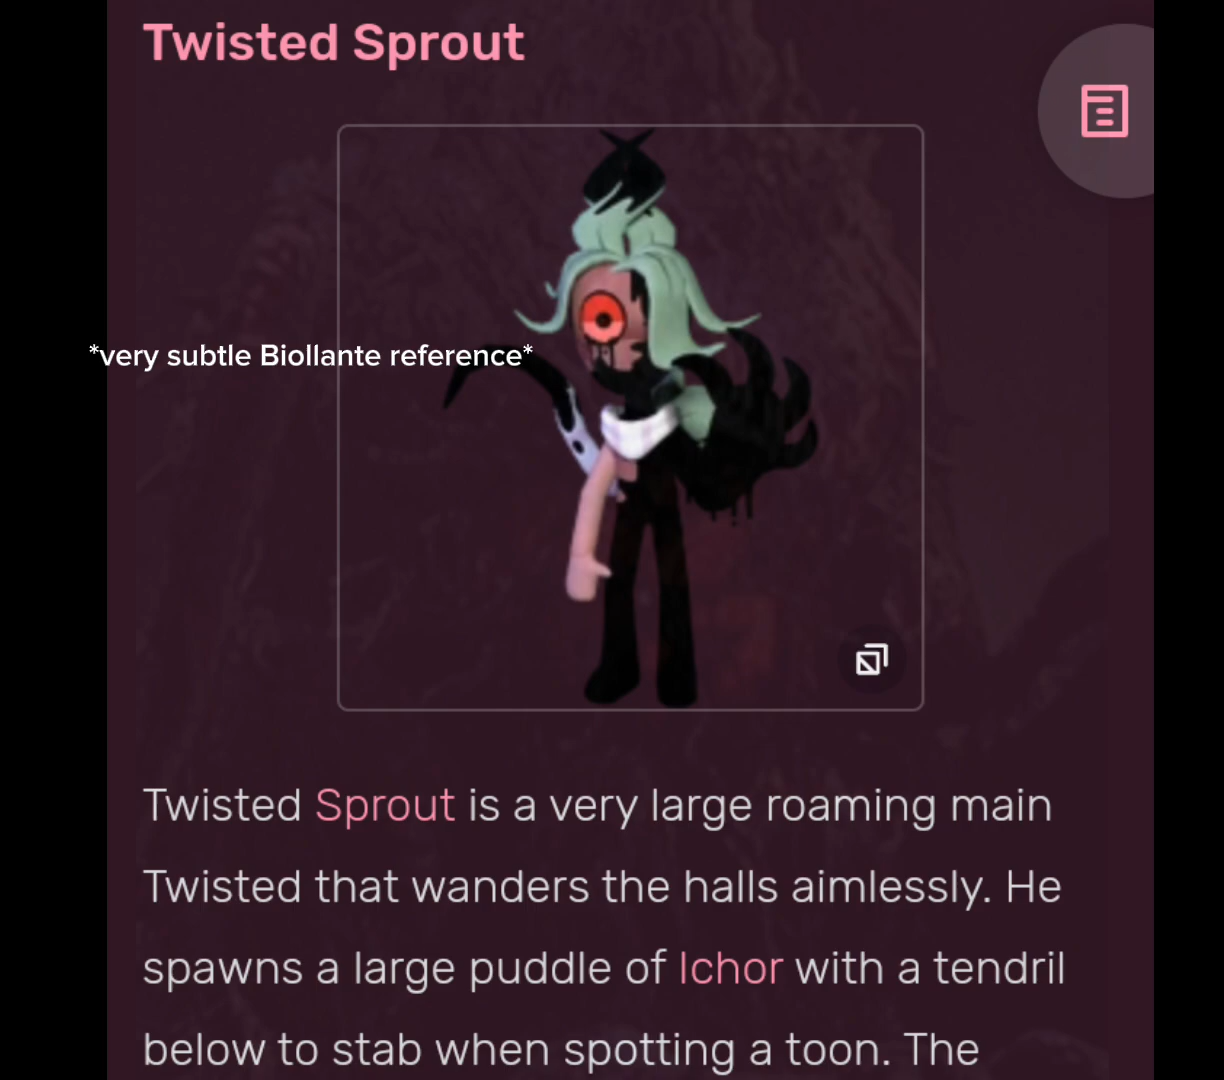 Twisted Sprout
*very subtle Biollante reference*
Twisted Sprout is a very large roaming main
Twisted that wanders the halls aimlessly. He
spawns a large puddle of Ichor with a tendril
below to stab when spotting a toon. The